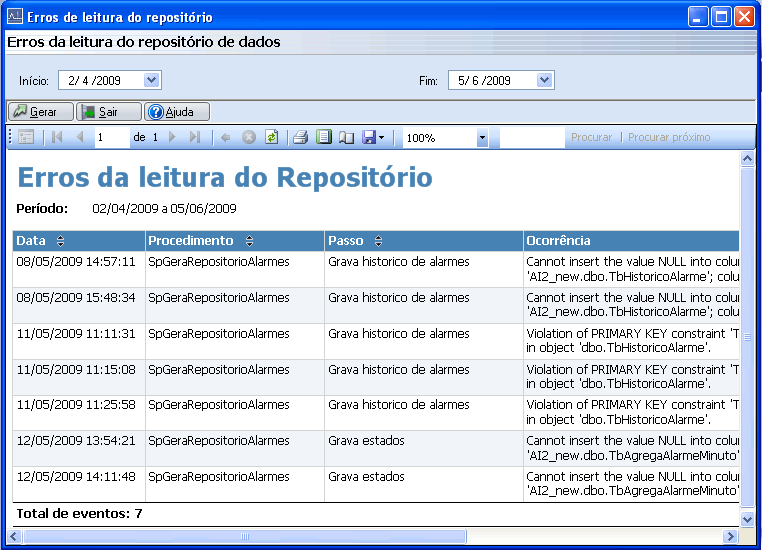 Erros de leitura do repositório
Erros da leitura do repositório de dados
Início: 2/ 4 /2009 Fim: 5/ 6 /2009
Gerar Sair Ajuda
1 de 1 100% Procurar | Procurar próximo
Erros da leitura do Repositório
Período: 02/04/2009 a 05/06/2009
Data Procedimento Passo Ocorrência
08/05/2009 14:57:11 SpGeraRepositorioAlarmes Grava historico de alarmes Cannot insert the value NULL into colu
'AI2_new.dbo.TbHistoricoAlarme'; colu
08/05/2009 15:48:34 SpGeraRepositorioAlarmes Grava historico de alarmes Cannot insert the value NULL into colu
'AI2_new.dbo.TbHistoricoAlarme'; colu
11/05/2009 11:11:31 SpGeraRepositorioAlarmes Grava historico de alarmes Violation of PRIMARY KEY constraint 'T
in object 'dbo.TbHistoricoAlarme'.
11/05/2009 11:15:08 SpGeraRepositorioAlarmes Grava historico de alarmes Violation of PRIMARY KEY constraint 'T
in object 'dbo.TbHistoricoAlarme'.
11/05/2009 11:25:58 SpGeraRepositorioAlarmes Grava historico de alarmes Violation of PRIMARY KEY constraint 'T
in object 'dbo.TbHistoricoAlarme'.
12/05/2009 13:54:21 SpGeraRepositorioAlarmes Grava estados Cannot insert the value NULL into colu
'AI2_new.dbo.TbAgregaAlarmeMinuto'
12/05/2009 14:11:48 SpGeraRepositorioAlarmes Grava estados Cannot insert the value NULL into colu
'AI2_new.dbo.TbAgregaAlarmeMinuto'
Total de eventos: 7